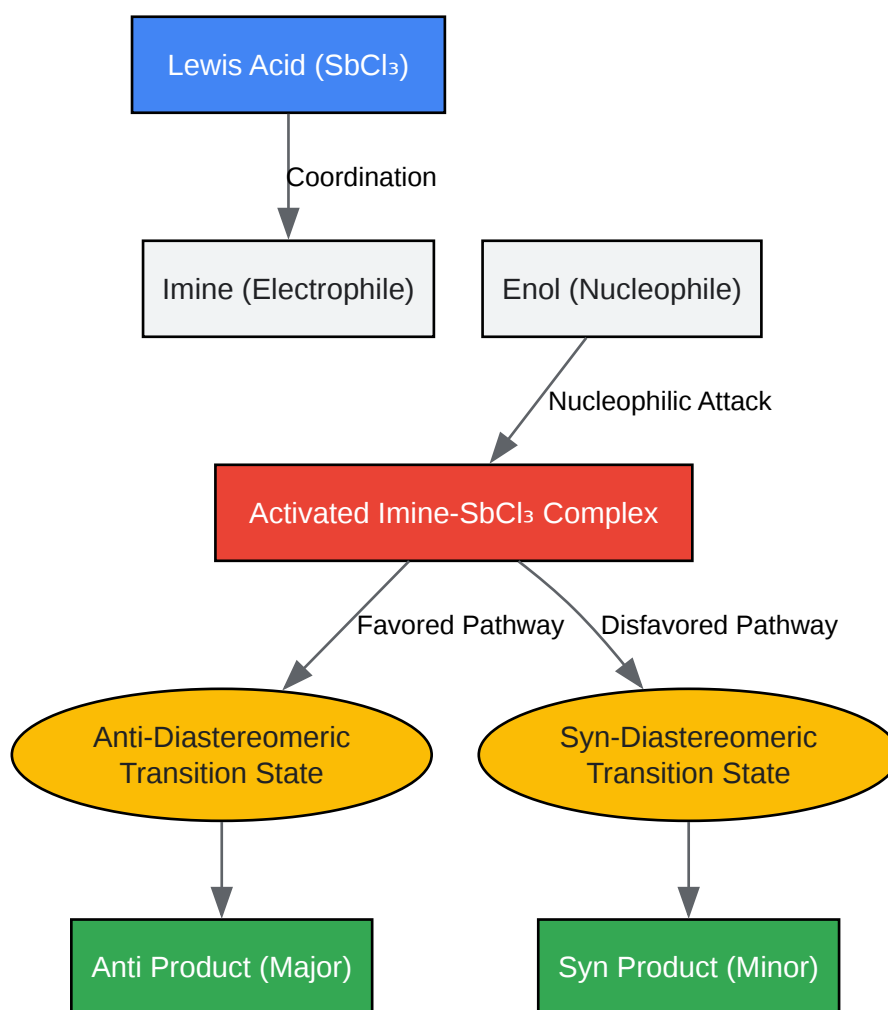 Lewis Acid (SbCl₃)
Coordination
Imine (Electrophile)
Enol (Nucleophile)
Nucleophilic Attack
Activated Imine-SbCl₃ Complex
Favored Pathway
Disfavored Pathway
Anti-Diastereomeric
Transition State
Syn-Diastereomeric
Transition State
Anti Product (Major)
Syn Product (Minor)